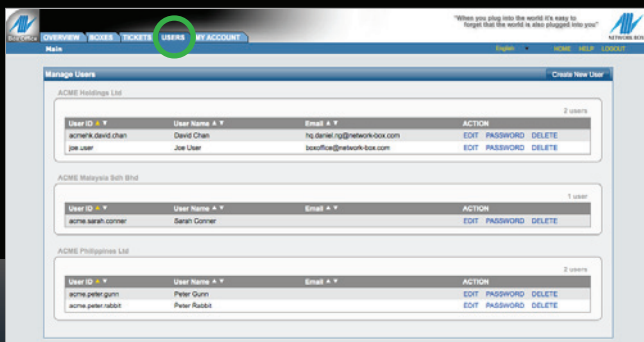 "When you plug into the world it's easy to
forget that the world is also plugged into you"
Box Office
NETWORK BOX
OVERVIEW BOXES TICKETS USERS MY ACCOUNT
Main English HOME HELP LOGOUT
Manage Users Create New User
ACME Holdings Ltd
2 users
User ID ▲ ▼ User Name ▲ ▼ Email ▲ ▼ ACTION
acmehk.david.chan David Chan hq.daniel.ng@network-box.com EDIT PASSWORD DELETE
joe.user Joe User boxoffice@network-box.com EDIT PASSWORD DELETE
ACME Malaysia Sdn Bhd
1 user
User ID ▲ ▼ User Name ▲ ▼ Email ▲ ▼ ACTION
acme.sarah.conner Sarah Conner EDIT PASSWORD DELETE
ACME Philippines Ltd
2 users
User ID ▲ ▼ User Name ▲ ▼ Email ▲ ▼ ACTION
acme.peter.gunn Peter Gunn EDIT PASSWORD DELETE
acme.peter.rabbit Peter Rabbit EDIT PASSWORD DELETE